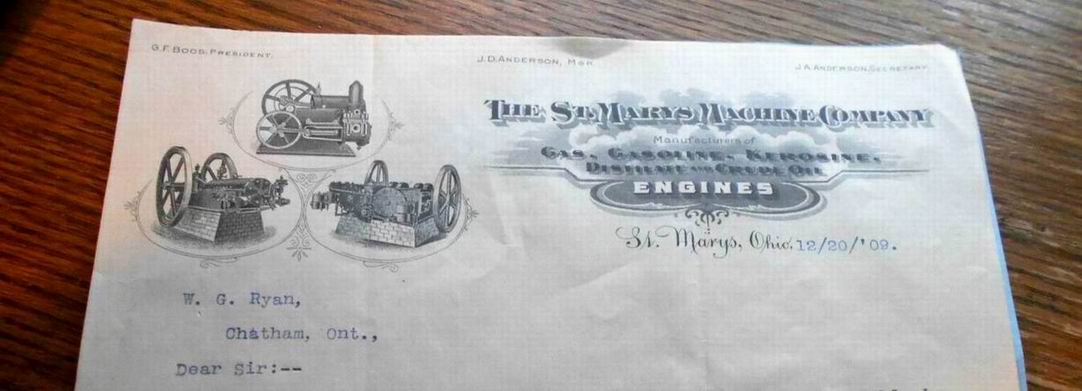 G.F. BOOS, PRESIDENT.
J.D. ANDERSON, MGR.
J.A. ANDERSON, SECRETARY.
THE ST. MARYS MACHINE COMPANY
Manufacturers of
GAS, GASOLINE, KEROSINE,
DISTILLATE AND CRUDE OIL
ENGINES
St. Marys, Ohio. 12/20/'09.
W. G. Ryan,
Chatham, Ont.,
Dear Sir:--